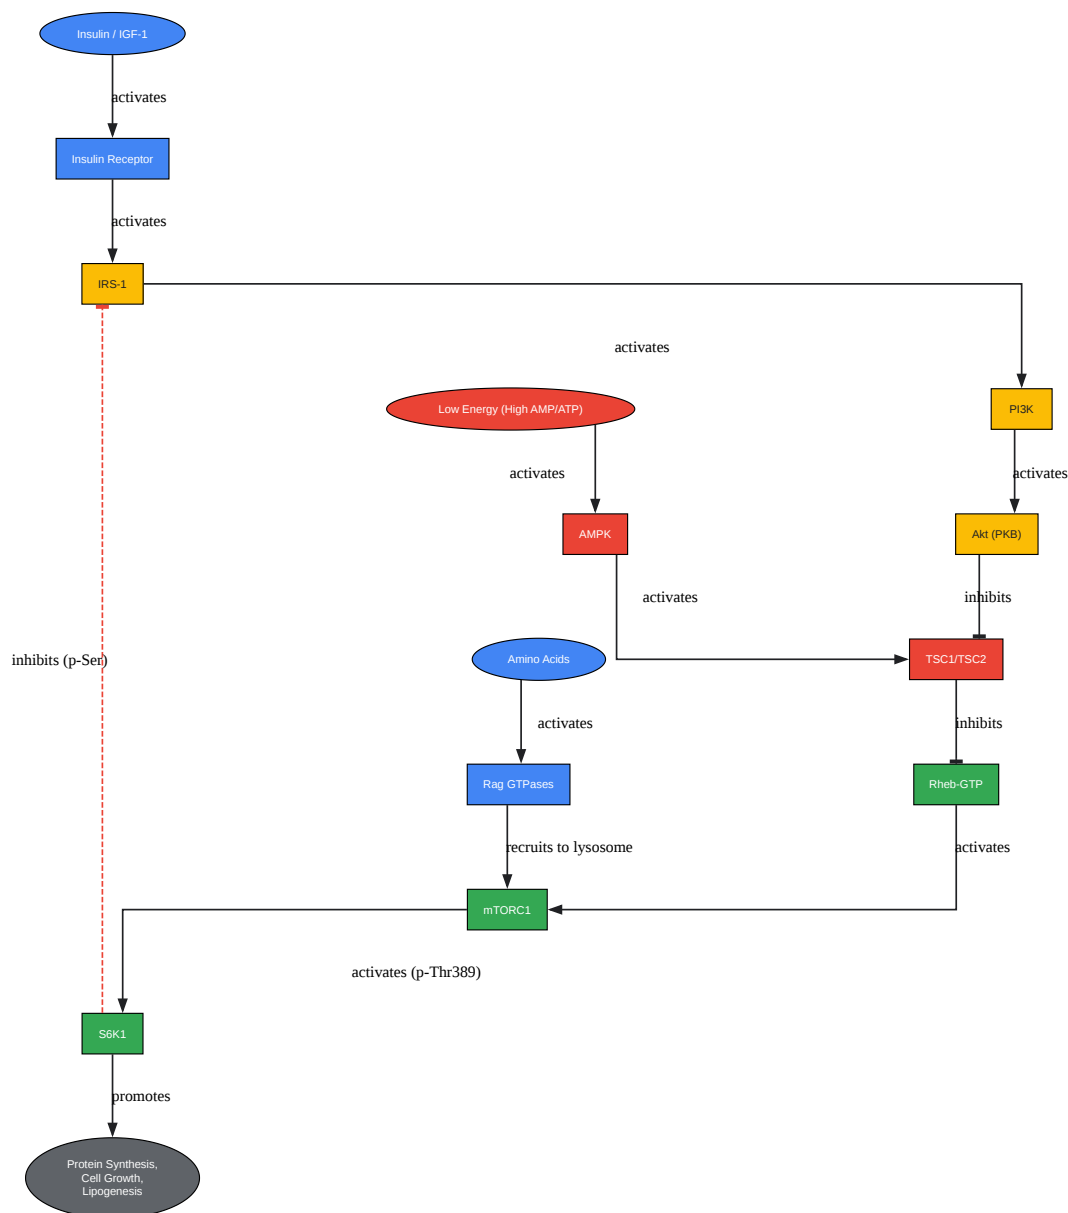 Insulin / IGF-1
activates
Insulin Receptor
activates
IRS-1
activates
Low Energy (High AMP/ATP)
PI3K
activates
activates
AMPK
Akt (PKB)
activates
inhibits
inhibits (p-Ser)
Amino Acids
TSC1/TSC2
activates
inhibits
Rag GTPases
Rheb-GTP
recruits to lysosome
activates
mTORC1
activates (p-Thr389)
S6K1
promotes
Protein Synthesis,
Cell Growth,
Lipogenesis